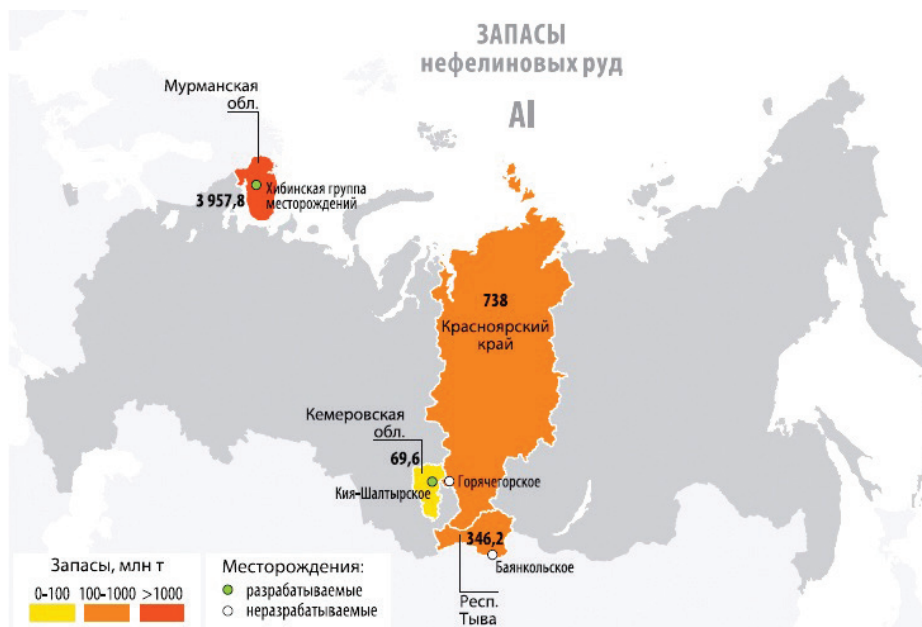 ЗАПАСЫ
нефелиновых руд
Al
Мурманская
обл.
Хибинская группа
месторождений
3 957,8
738
Красноярский
край
Кемеровская
обл.
69,6
Кия-Шалтырское
Горячегорское
346,2
Баянкольское
Респ.
Тыва
Запасы, млн т
0-100 100-1000 >1000
Месторождения:
разрабатываемые
неразрабатываемые